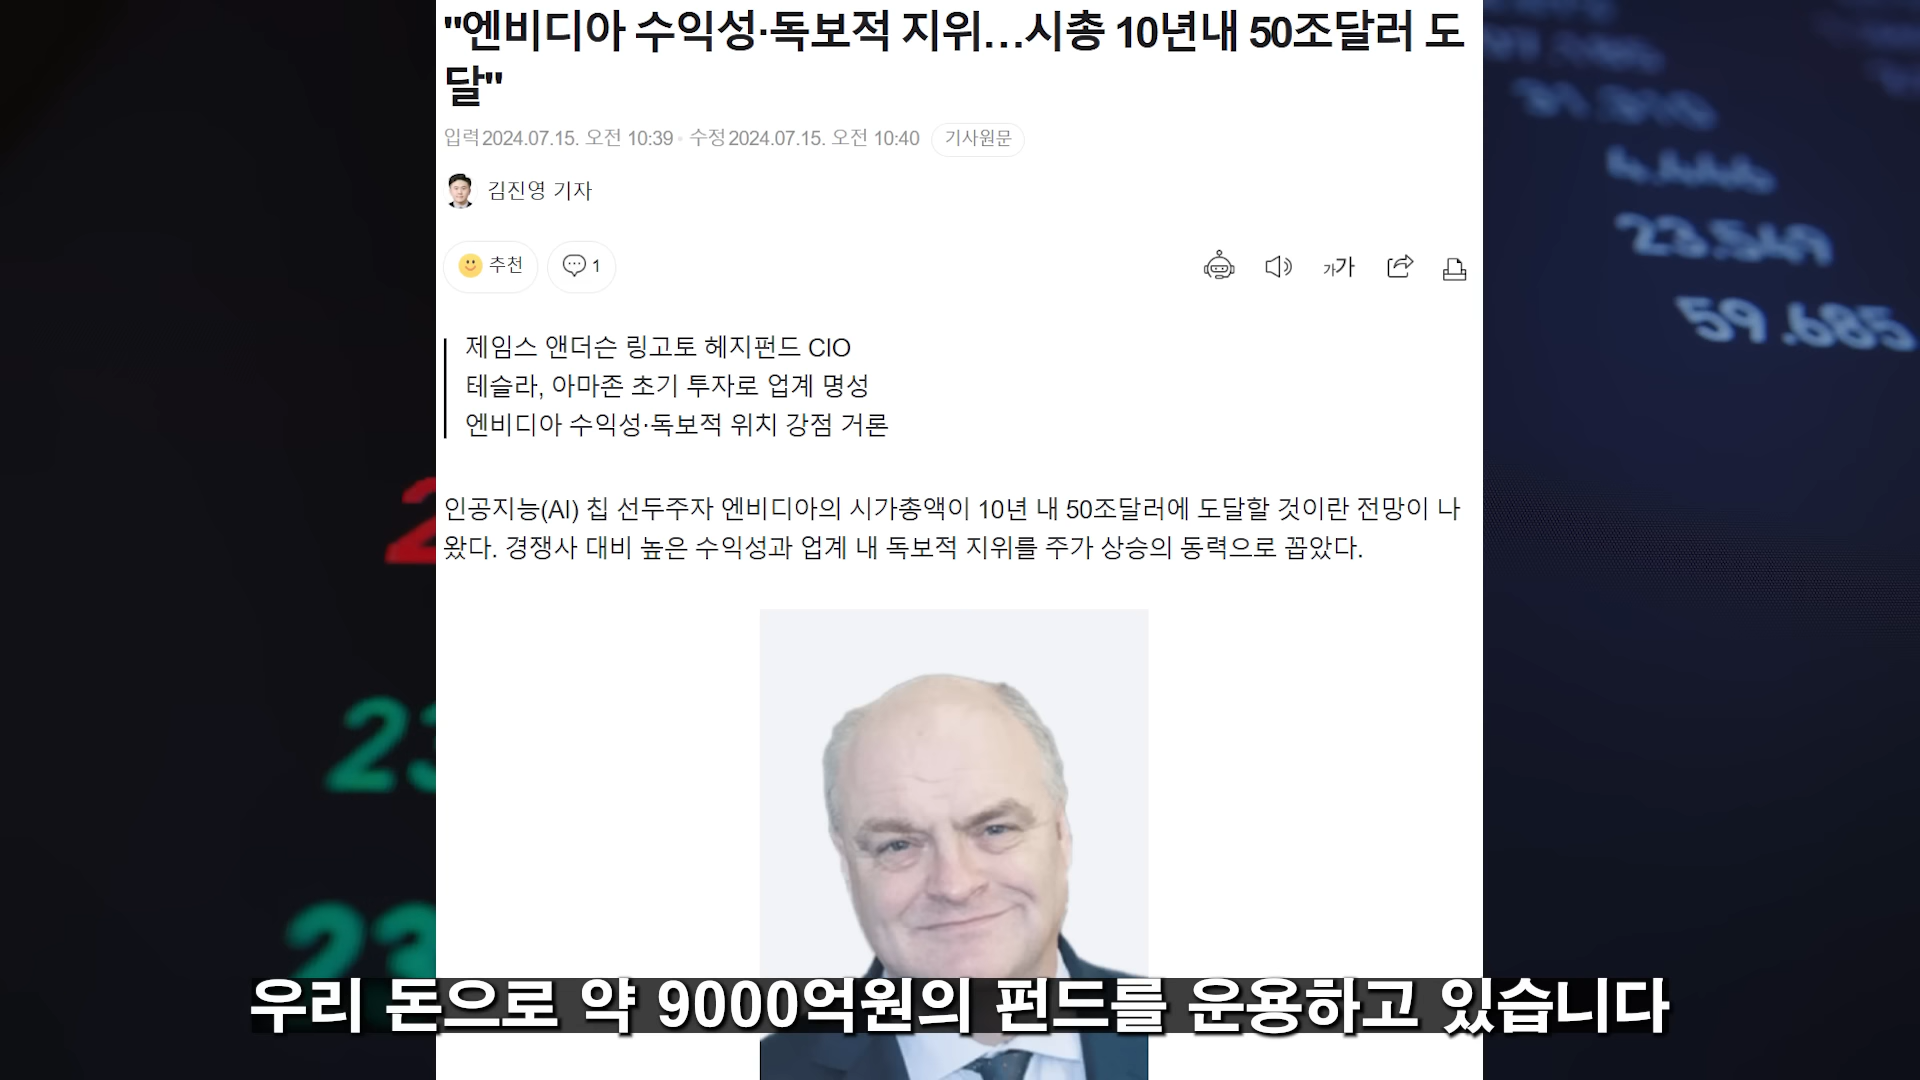 "엔비디아 수익성·독보적 지위…시총 10년내 50조달러 도
달"
입력 2024.07.15. 오전 10:39 · 수정 2024.07.15. 오전 10:40 기사원문
김진영 기자
추천 1
가가
제임스 앤더슨 링고토 헤지펀드 CIO
테슬라, 아마존 초기 투자로 업계 명성
엔비디아 수익성·독보적 위치 강점 거론
인공지능(AI) 칩 선두주자 엔비디아의 시가총액이 10년 내 50조달러에 도달할 것이란 전망이 나
왔다. 경쟁사 대비 높은 수익성과 업계 내 독보적 지위를 주가 상승의 동력으로 꼽았다.
23.549
59.685
우리 돈으로 약 9000억원의 펀드를 운용하고 있습니다